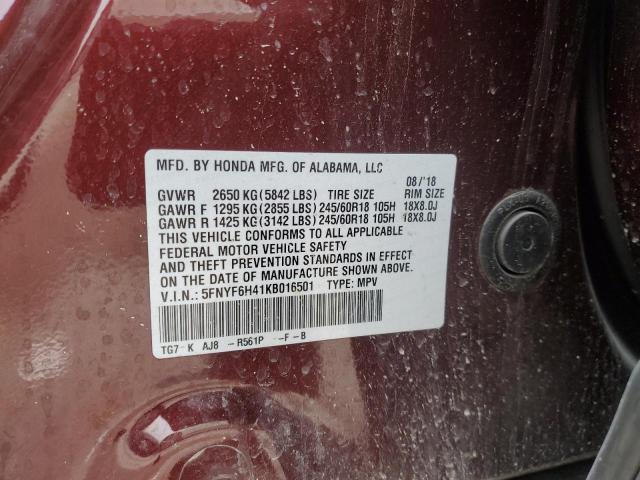 MFD. BY HONDA MFG. OF ALABAMA, LLC
08/'18
GVWR 2650 KG (5842 LBS) TIRE SIZE RIM SIZE
GAWR F 1295 KG (2855 LBS) 245/60R18 105H 18X8.0J
GAWR R 1425 KG (3142 LBS) 245/60R18 105H 18X8.0J
THIS VEHICLE CONFORMS TO ALL APPLICABLE
FEDERAL MOTOR VEHICLE SAFETY
AND THEFT PREVENTION STANDARDS IN EFFECT
ON THE DATE OF MANUFACTURE SHOWN ABOVE.
V.I.N.: 5FNYF6H41KB016501 TYPE: MPV
TG7-K AJ8 -R561P -F-B